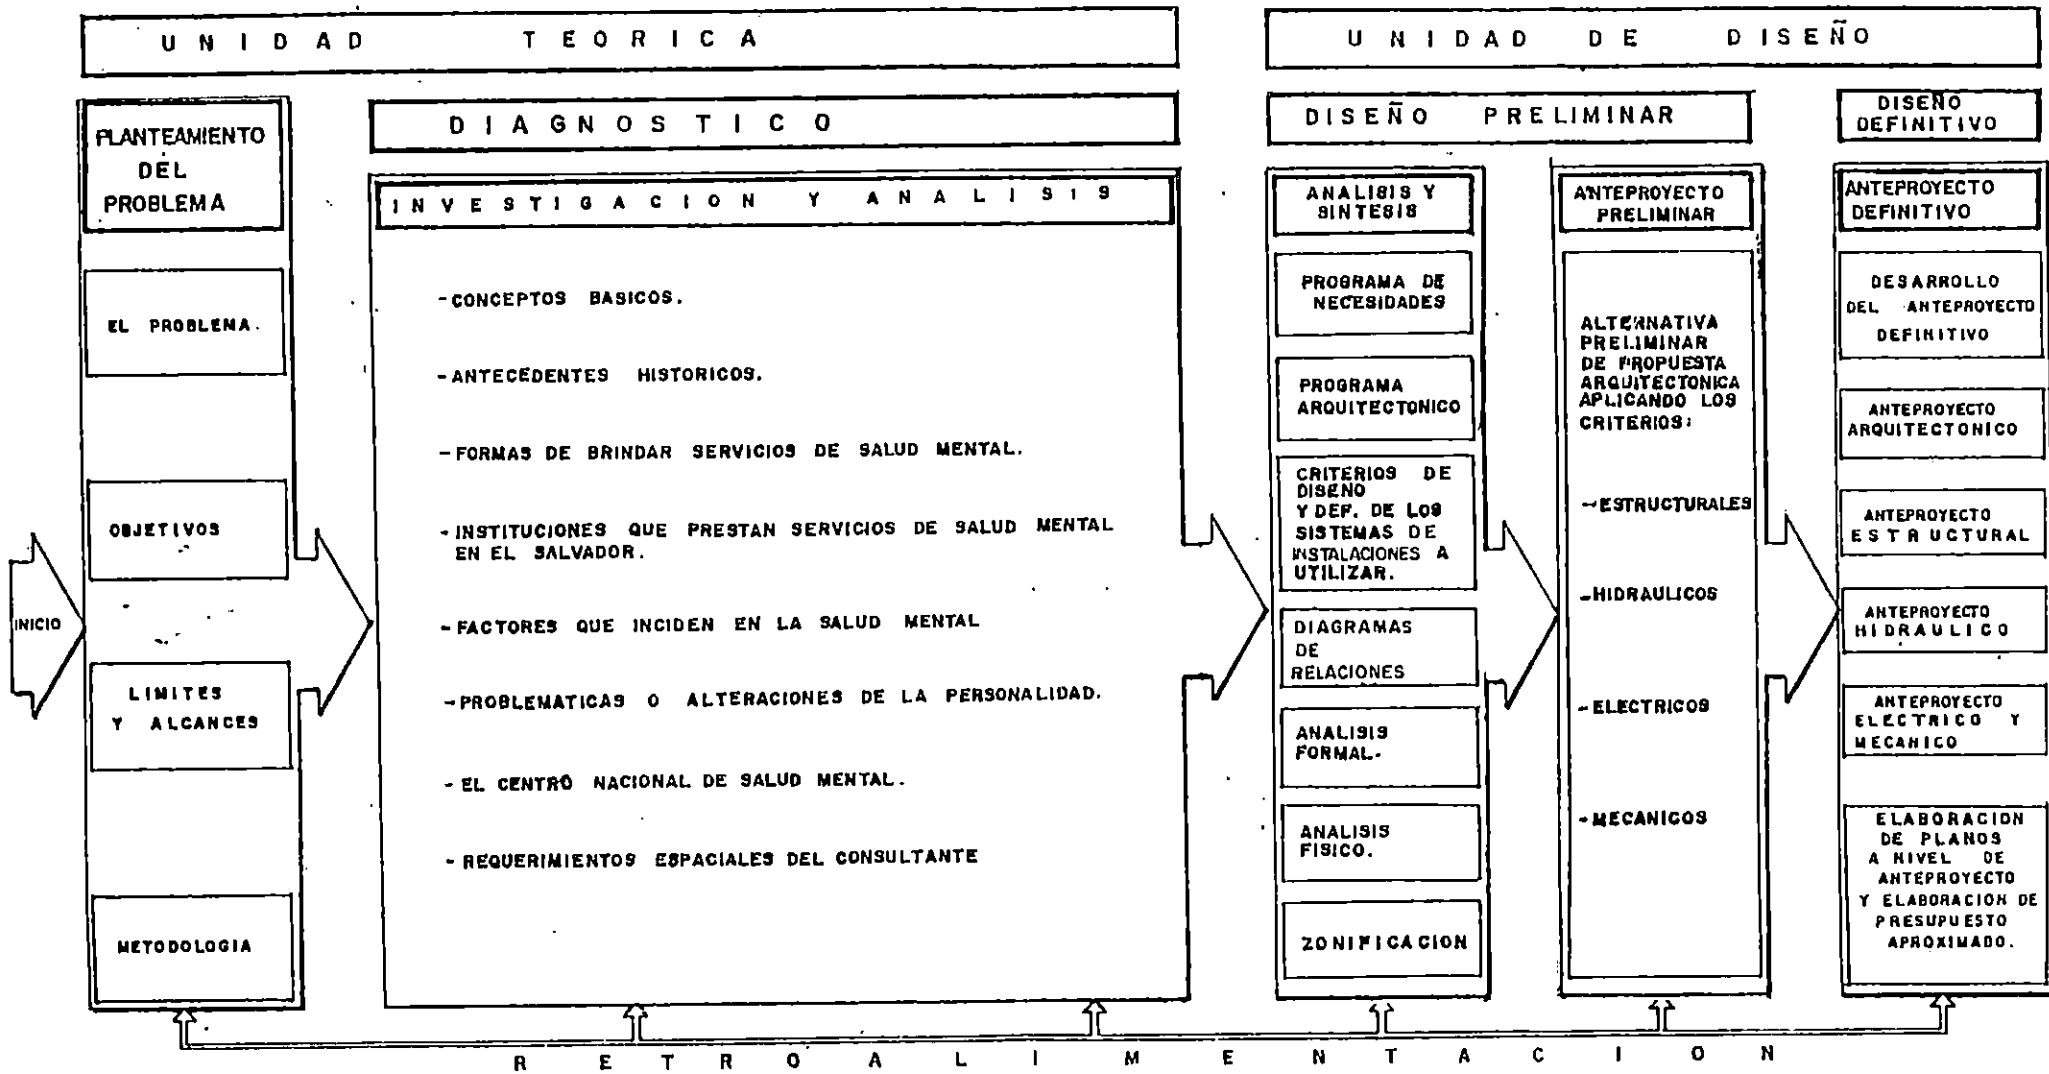 UNIDAD TEORICA
UNIDAD DE DISEÑO
PLANTEAMIENTO
DEL
PROBLEMA
EL PROBLEMA.
OBJETIVOS
LIMITES
Y ALCANCES
METODOLOGIA
INICIO
DIAGNOSTICO
INVESTIGACION Y ANALISIS
-CONCEPTOS BASICOS.
-ANTECEDENTES HISTORICOS.
-FORMAS DE BRINDAR SERVICIOS DE SALUD MENTAL.
-INSTITUCIONES QUE PRESTAN SERVICIOS DE SALUD MENTAL
EN EL SALVADOR.
-FACTORES QUE INCIDEN EN LA SALUD MENTAL
-PROBLEMATICAS O ALTERACIONES DE LA PERSONALIDAD.
-EL CENTRO NACIONAL DE SALUD MENTAL.
-REQUERIMIENTOS ESPACIALES DEL CONSULTANTE
DISEÑO PRELIMINAR
ANALISIS Y
SINTESIS
PROGRAMA DE
NECESIDADES
PROGRAMA
ARQUITECTONICO
CRITERIOS DE
DISENO
Y DEF. DE LOS
SISTEMAS DE
INSTALACIONES A
UTILIZAR.
DIAGRAMAS
DE
RELACIONES
ANALISIS
FORMAL.
ANALISIS
FISICO.
ZONIFICACION
ANTEPROYECTO
PRELIMINAR
ALTERNATIVA
PRELIMINAR
DE PROPUESTA
ARQUITECTONICA
APLICANDO LOS
CRITERIOS:
-ESTRUCTURALES
-HIDRAULICOS
-ELECTRICOS
-MECANICOS
DISENO
DEFINITIVO
ANTEPROYECTO
DEFINITIVO
DESARROLLO
DEL ANTEPROYECTO
DEFINITIVO
ANTEPROYECTO
ARQUITECTONICO
ANTEPROYECTO
ESTRUCTURAL
ANTEPROYECTO
HIDRAULICO
ANTEPROYECTO
ELECTRICO Y
MECANICO
ELABORACION
DE PLANOS
A NIVEL DE
ANTEPROYECTO
Y ELABORACION DE
PRESUPUESTO
APROXIMADO.
RETROALIMENTACION